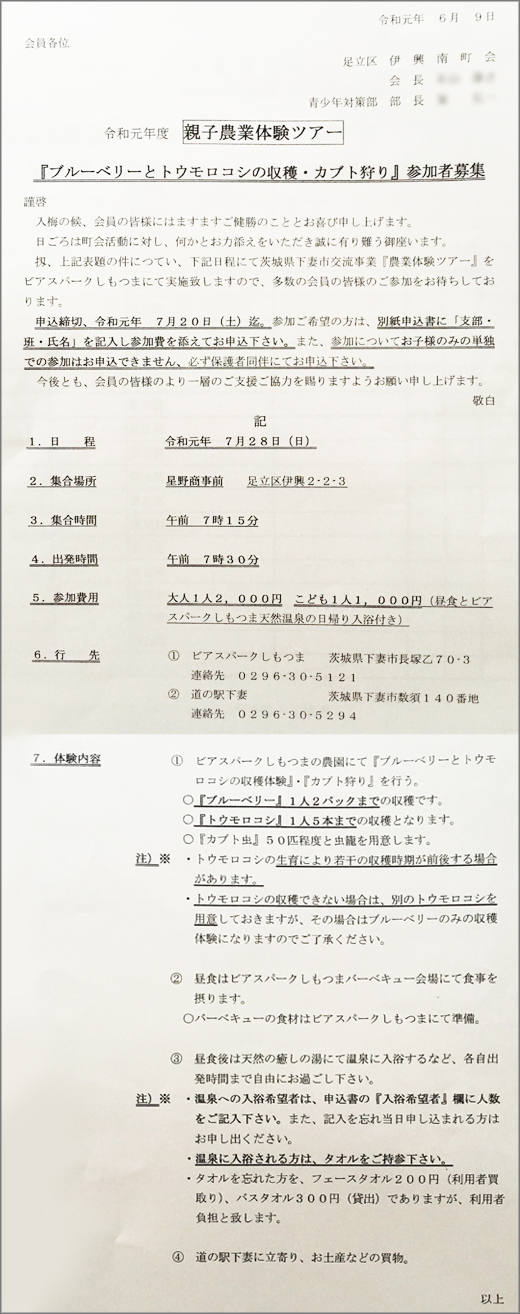 令和元年　６月　９日
会員各位
足立区　伊　興　南　町　会
会　長
青少年対策部　部　長
令和元年度　親子農業体験ツアー
『ブルーベリーとトウモロコシの収穫・カブト狩り』参加者募集
謹啓
入梅の候、会員の皆様にはますますご健勝のこととお喜び申し上げます。
日ごろは町会活動に対し、何かとお力添えをいただき誠に有り難う御座います。
扨、上記表題の件につてい、下記日程にて茨城県下妻市交流事業『農業体験ツアー』を
ビアスパークしもつまにて実施致しますので、多数の会員の皆様のご参加をお待ちしてお
ります。
申込締切、令和元年　７月２０日（土）迄。参加ご希望の方は、別紙申込書に「支部・
班・氏名」を記入し参加費を添えてお申込下さい。また、参加についてお子様のみの単独
での参加はお申込できません、必ず保護者同伴にてお申込下さい。
今後とも、会員の皆様のより一層のご支援ご協力を賜りますようお願い申し上げます。
敬白
記
１．日　　程　　令和元年　７月２８日（日）
２．集合場所　　星野商事前　　足立区伊興２-２-３
３．集合時間　　午前　７時１５分
４．出発時間　　午前　７時３０分
５．参加費用　　大人１人２，０００円　こども１人１，０００円（昼食とビア
スパークしもつま天然温泉の日帰り入浴付き）
６．行　　先　　①　ビアスパークしもつま　　茨城県下妻市長塚乙７０-３
連絡先　０２９６-３０-５１２１
②　道の駅下妻　　茨城県下妻市数須１４０番地
連絡先　０２９６-３０-５２９４
７．体験内容　　①　ビアスパークしもつまの農園にて『ブルーベリーとトウモ
ロコシの収穫体験』・『カブト狩り』を行う。
○『ブルーベリー』１人２パックまでの収穫です。
○『トウモロコシ』１人５本までの収穫となります。
○『カブト虫』５０匹程度と虫籠を用意します。
注）※　・トウモロコシの生育により若干の収穫時期が前後する場合
があります。
・トウモロコシの収穫できない場合は、別のトウモロコシを
用意しておきますが、その場合はブルーベリーのみの収穫
体験になりますのでご了承ください。
②　昼食はビアスパークしもつまバーベキュー会場にて食事を
摂ります。
○バーベキューの食材はビアスパークしもつまにて準備。
③　昼食後は天然の癒しの湯にて温泉に入浴するなど、各自出
発時間まで自由にお過ごし下さい。
注）※　・温泉への入浴希望者は、申込書の『入浴希望者』欄に人数
をご記入下さい。また、記入を忘れ当日申し込まれる方は
お申し出ください。
・温泉に入浴される方は、タオルをご持参下さい。
・タオルを忘れた方を、フェースタオル２００円（利用者買
取り）、バスタオル３００円（貸出）でありますが、利用者
負担と致します。
④　道の駅下妻に立寄り、お土産などの買物。
以上